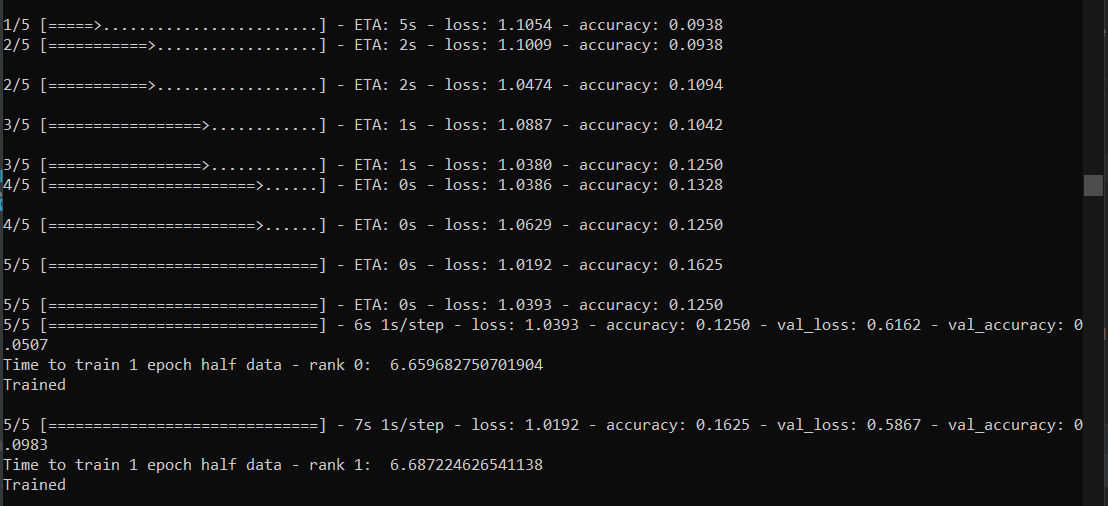 1/5 [=====>........................] - ETA: 5s - loss: 1.1054 - accuracy: 0.0938
2/5 [===========>..................] - ETA: 2s - loss: 1.1009 - accuracy: 0.0938
2/5 [===========>..................] - ETA: 2s - loss: 1.0474 - accuracy: 0.1094
3/5 [=================>............] - ETA: 1s - loss: 1.0887 - accuracy: 0.1042
3/5 [=================>............] - ETA: 1s - loss: 1.0380 - accuracy: 0.1250
4/5 [=======================>......] - ETA: 0s - loss: 1.0386 - accuracy: 0.1328
4/5 [=======================>......] - ETA: 0s - loss: 1.0629 - accuracy: 0.1250
5/5 [==============================] - ETA: 0s - loss: 1.0192 - accuracy: 0.1625
5/5 [==============================] - ETA: 0s - loss: 1.0393 - accuracy: 0.1250
5/5 [==============================] - 6s 1s/step - loss: 1.0393 - accuracy: 0.1250 - val_loss: 0.6162 - val_accuracy: 0
.0507
Time to train 1 epoch half data - rank 0:  6.659682750701904
Trained
5/5 [==============================] - 7s 1s/step - loss: 1.0192 - accuracy: 0.1625 - val_loss: 0.5867 - val_accuracy: 0
.0983
Time to train 1 epoch half data - rank 1:  6.687224626541138
Trained